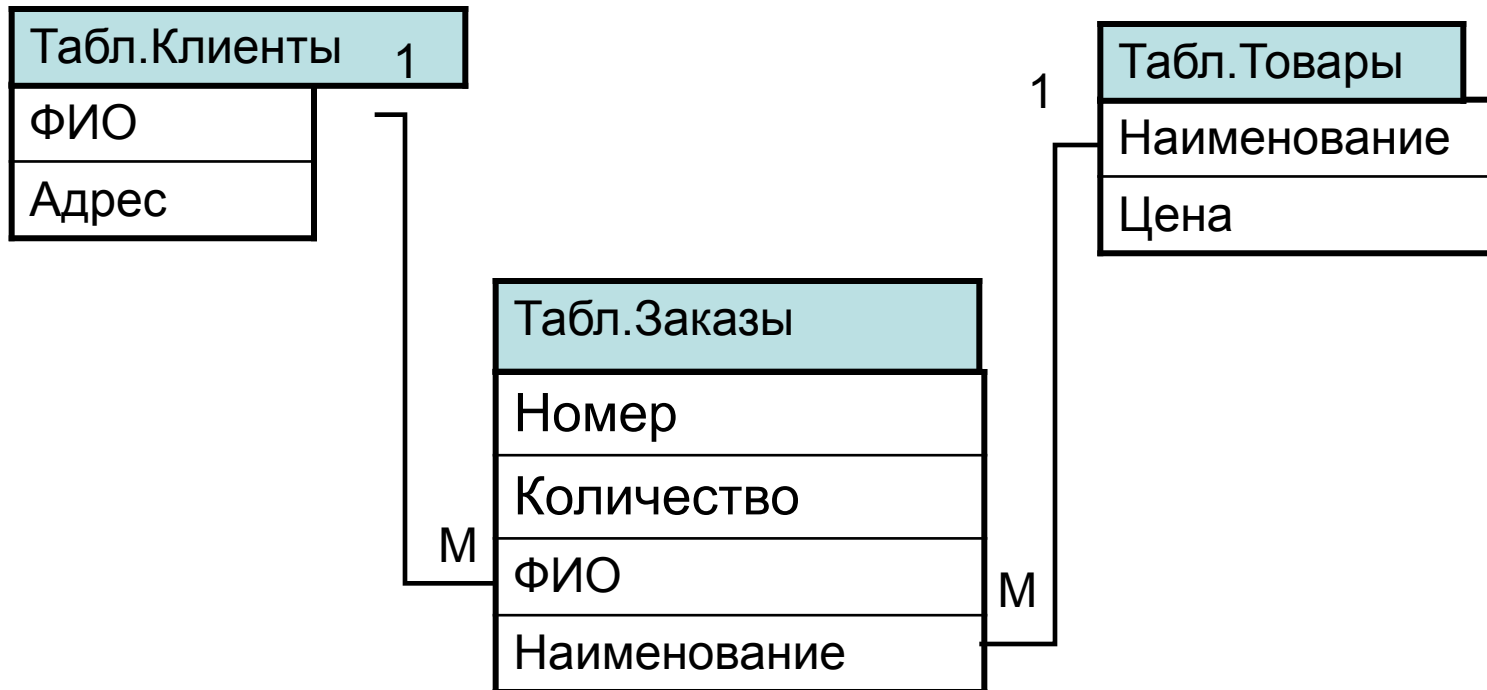 Табл.Клиенты 1
ФИО
Адрес
1 Табл.Товары
Наименование
Цена
Табл.Заказы
Номер
Количество
М ФИО М
Наименование